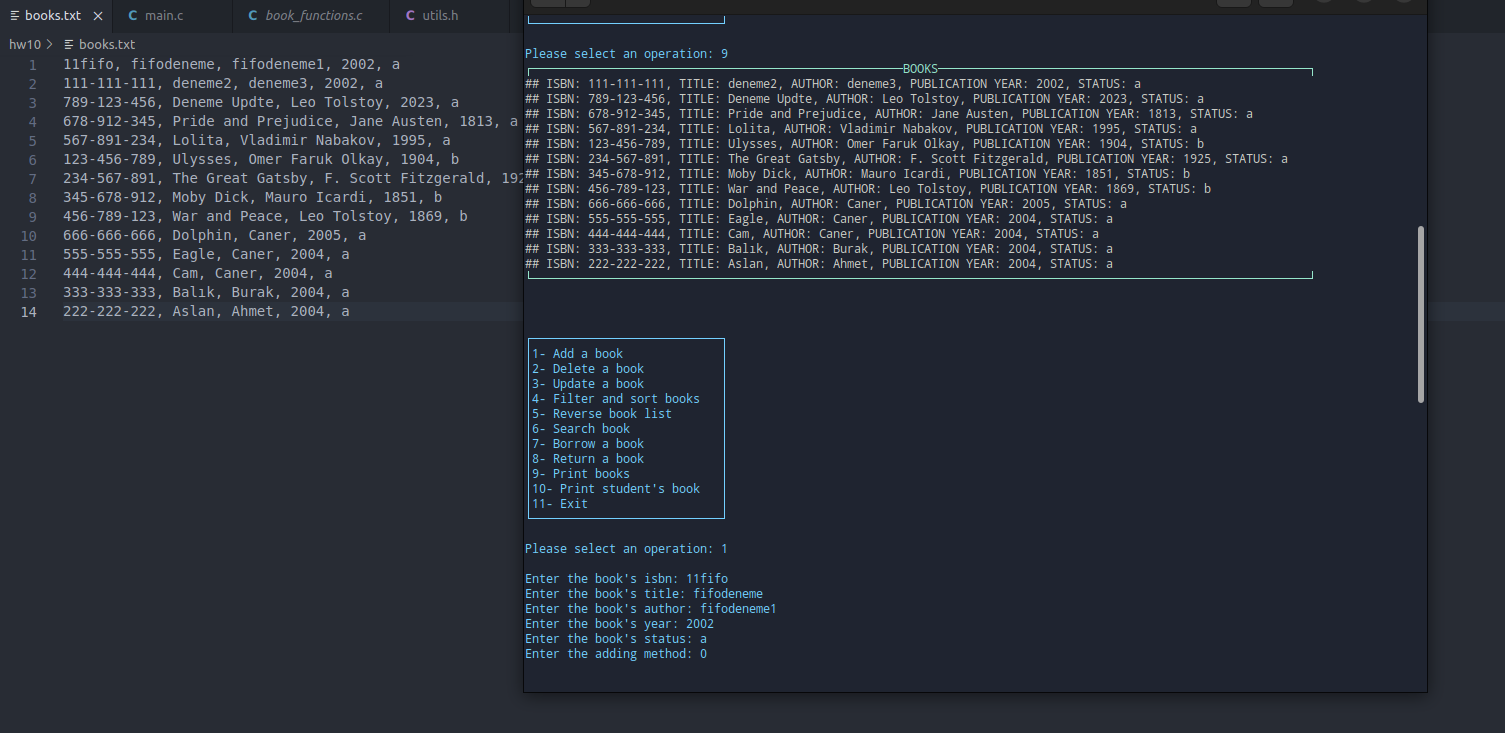 books.txt
main.c
book_functions.c
utils.h
hw10
books.txt
1 11fifo, fifodeneme, fifodeneme1, 2002, a
2 111-111-111, deneme2, deneme3, 2002, a
3 789-123-456, Deneme Updte, Leo Tolstoy, 2023, a
4 678-912-345, Pride and Prejudice, Jane Austen, 1813, a
5 567-891-234, Lolita, Vladimir Nabakov, 1995, a
6 123-456-789, Ulysses, Omer Faruk Olkay, 1904, b
7 234-567-891, The Great Gatsby, F. Scott Fitzgerald, 192
8 345-678-912, Moby Dick, Mauro Icardi, 1851, b
9 456-789-123, War and Peace, Leo Tolstoy, 1869, b
10 666-666-666, Dolphin, Caner, 2005, a
11 555-555-555, Eagle, Caner, 2004, a
12 444-444-444, Cam, Caner, 2004, a
13 333-333-333, Balık, Burak, 2004, a
14 222-222-222, Aslan, Ahmet, 2004, a
Please select an operation: 9
BOOKS
## ISBN: 111-111-111, TITLE: deneme2, AUTHOR: deneme3, PUBLICATION YEAR: 2002, STATUS: a
## ISBN: 789-123-456, TITLE: Deneme Updte, AUTHOR: Leo Tolstoy, PUBLICATION YEAR: 2023, STATUS: a
## ISBN: 678-912-345, TITLE: Pride and Prejudice, AUTHOR: Jane Austen, PUBLICATION YEAR: 1813, STATUS: a
## ISBN: 567-891-234, TITLE: Lolita, AUTHOR: Vladimir Nabakov, PUBLICATION YEAR: 1995, STATUS: a
## ISBN: 123-456-789, TITLE: Ulysses, AUTHOR: Omer Faruk Olkay, PUBLICATION YEAR: 1904, STATUS: b
## ISBN: 234-567-891, TITLE: The Great Gatsby, AUTHOR: F. Scott Fitzgerald, PUBLICATION YEAR: 1925, STATUS: a
## ISBN: 345-678-912, TITLE: Moby Dick, AUTHOR: Mauro Icardi, PUBLICATION YEAR: 1851, STATUS: b
## ISBN: 456-789-123, TITLE: War and Peace, AUTHOR: Leo Tolstoy, PUBLICATION YEAR: 1869, STATUS: b
## ISBN: 666-666-666, TITLE: Dolphin, AUTHOR: Caner, PUBLICATION YEAR: 2005, STATUS: a
## ISBN: 555-555-555, TITLE: Eagle, AUTHOR: Caner, PUBLICATION YEAR: 2004, STATUS: a
## ISBN: 444-444-444, TITLE: Cam, AUTHOR: Caner, PUBLICATION YEAR: 2004, STATUS: a
## ISBN: 333-333-333, TITLE: Balık, AUTHOR: Burak, PUBLICATION YEAR: 2004, STATUS: a
## ISBN: 222-222-222, TITLE: Aslan, AUTHOR: Ahmet, PUBLICATION YEAR: 2004, STATUS: a
1- Add a book
2- Delete a book
3- Update a book
4- Filter and sort books
5- Reverse book list
6- Search book
7- Borrow a book
8- Return a book
9- Print books
10- Print student's book
11- Exit
Please select an operation: 1
Enter the book's isbn: 11fifo
Enter the book's title: fifodeneme
Enter the book's author: fifodeneme1
Enter the book's year: 2002
Enter the book's status: a
Enter the adding method: 0